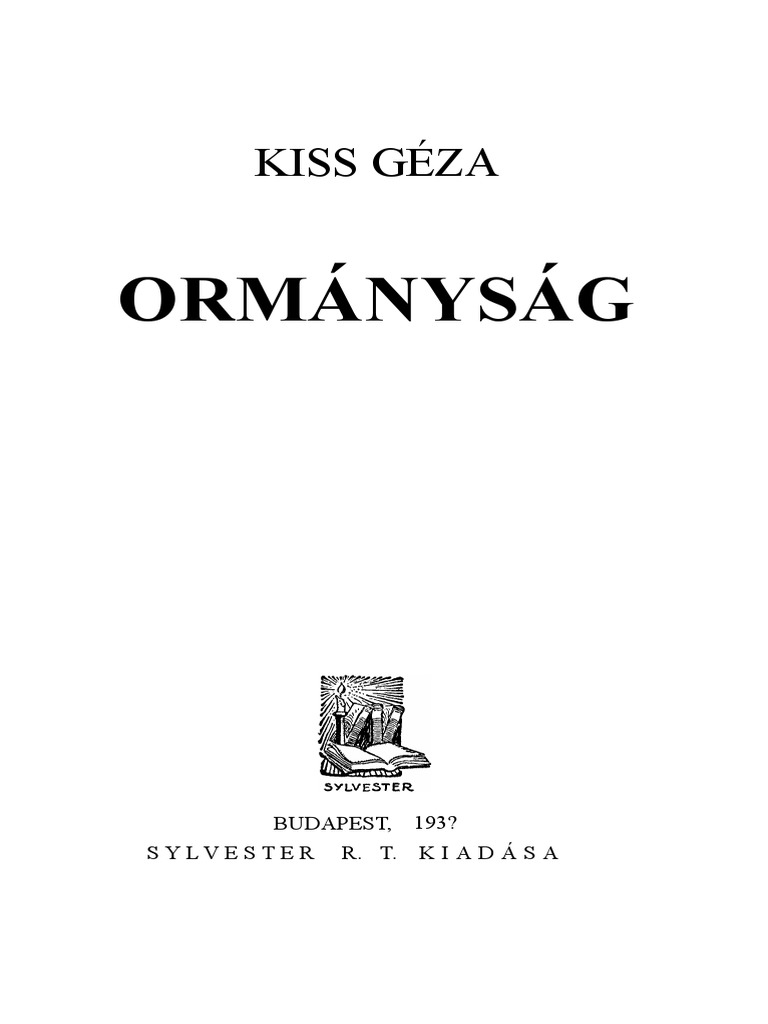 KISS GÉZA
ORMÁNYSÁG
SYLVESTER
BUDAPEST, 193?
SYLVESTER R. T. KIADÁSA